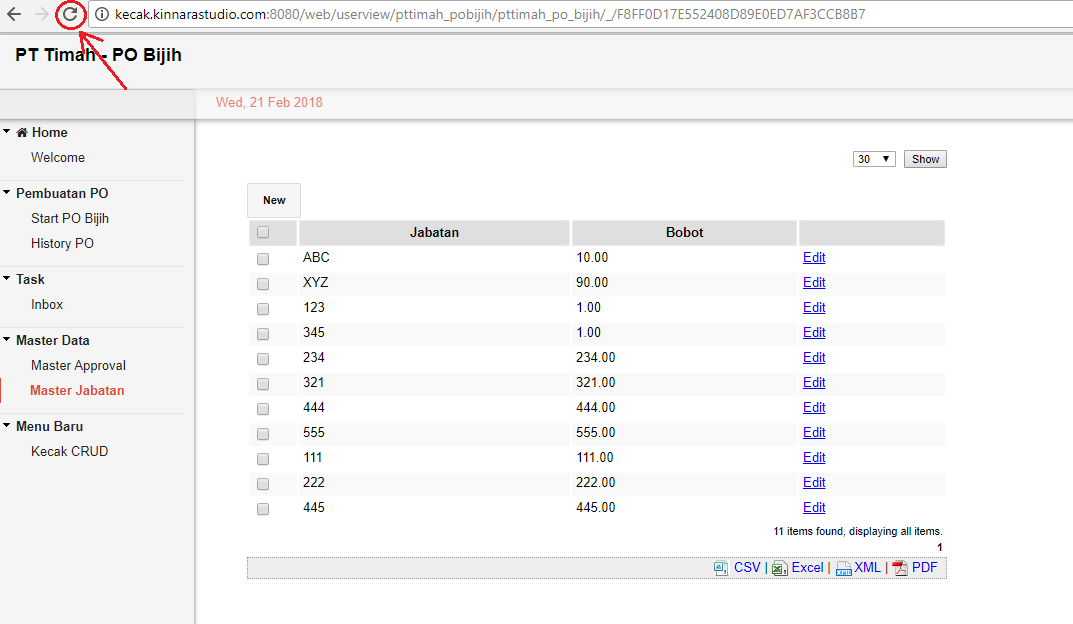 kecak.kinnarastudio.com:8080/web/userview/pttimah_pobijih/pttimah_po_bijih/_/F8FF0D17E552408D89E0ED7AF3CCB8B7
PT Timah - PO Bijih
Wed, 21 Feb 2018
Home
Welcome
Pembuatan PO
Start PO Bijih
History PO
Task
Inbox
Master Data
Master Approval
Master Jabatan
Menu Baru
Kecak CRUD
30 Show
New
Jabatan Bobot
ABC 10.00 Edit
XYZ 90.00 Edit
123 1.00 Edit
345 1.00 Edit
234 234.00 Edit
321 321.00 Edit
444 444.00 Edit
555 555.00 Edit
111 111.00 Edit
222 222.00 Edit
445 445.00 Edit
11 items found, displaying all items.
1
CSV | Excel | XML | PDF